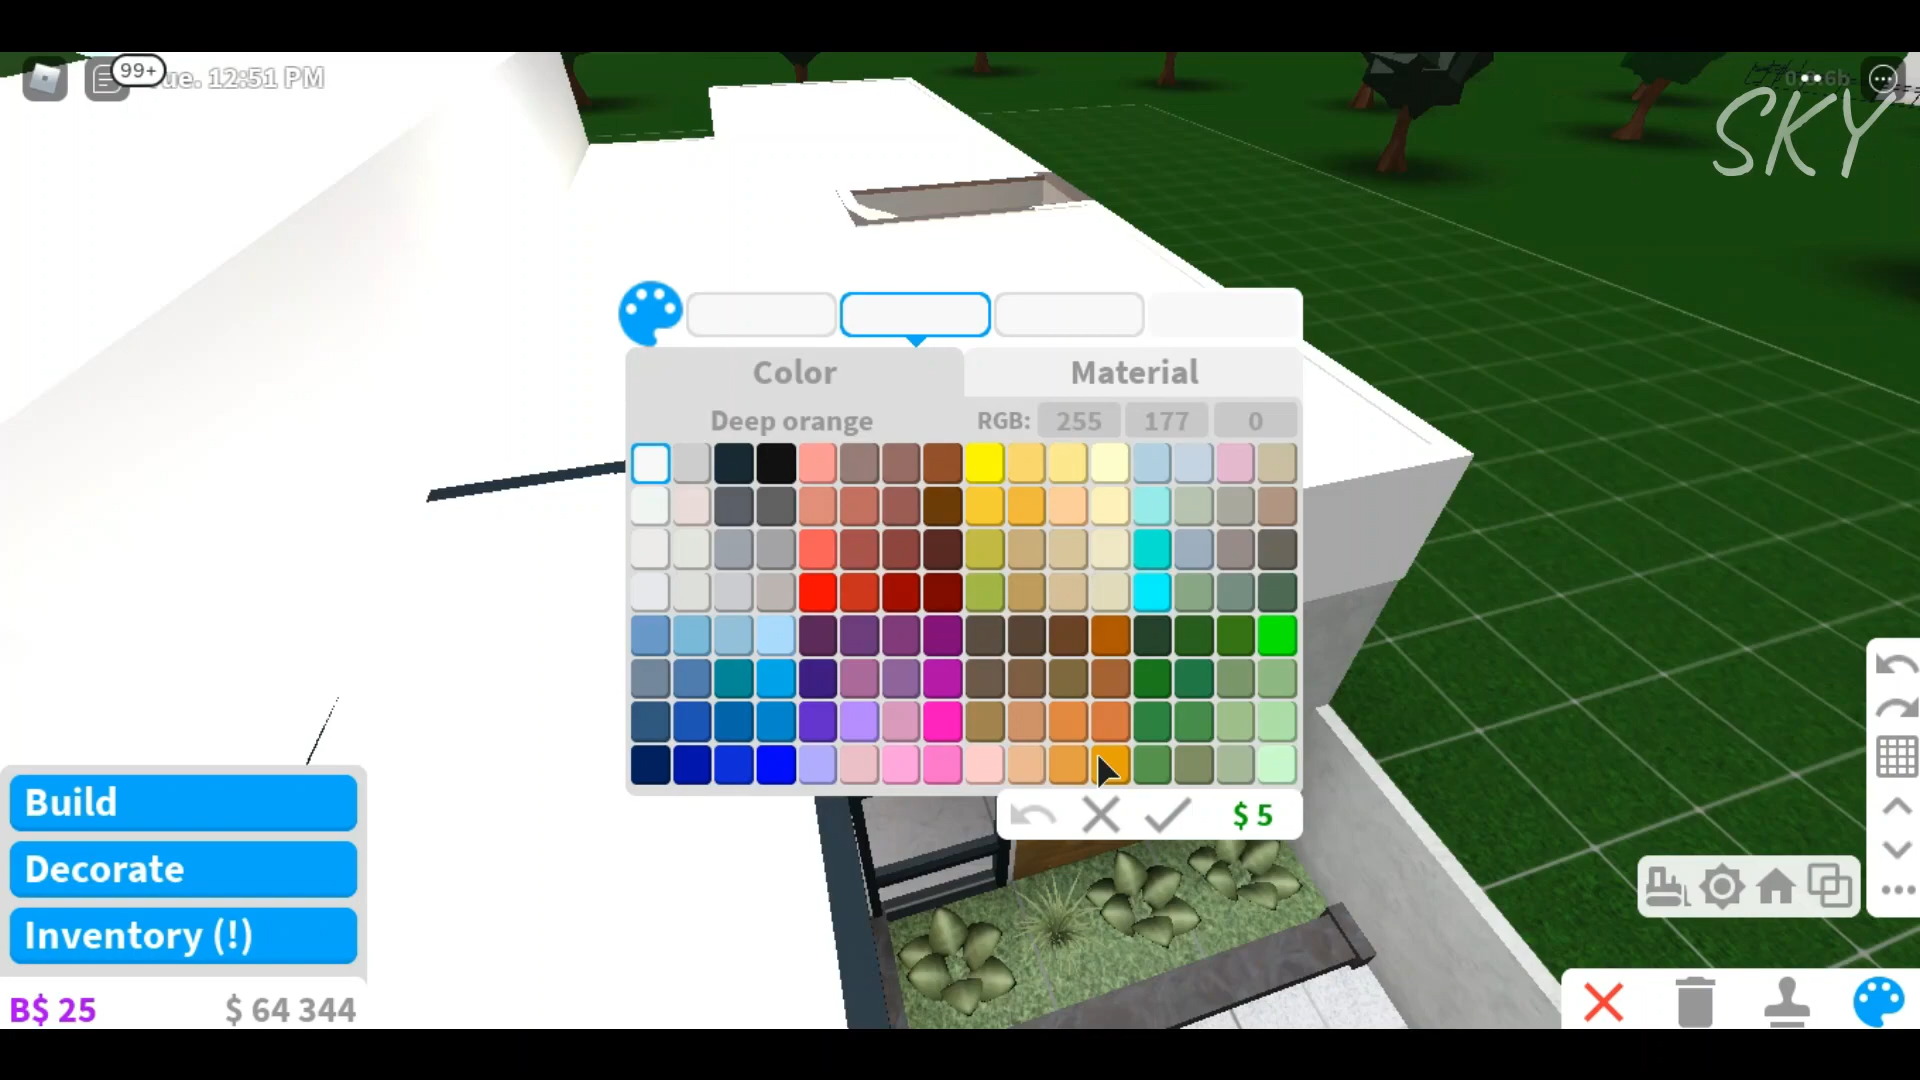 99+
ue. 12:51 PM
SKY
Color
Material
Deep orange
RGB: 255 177 0
$ 5
Build
Decorate
Inventory (!)
B$ 25
$ 64 344